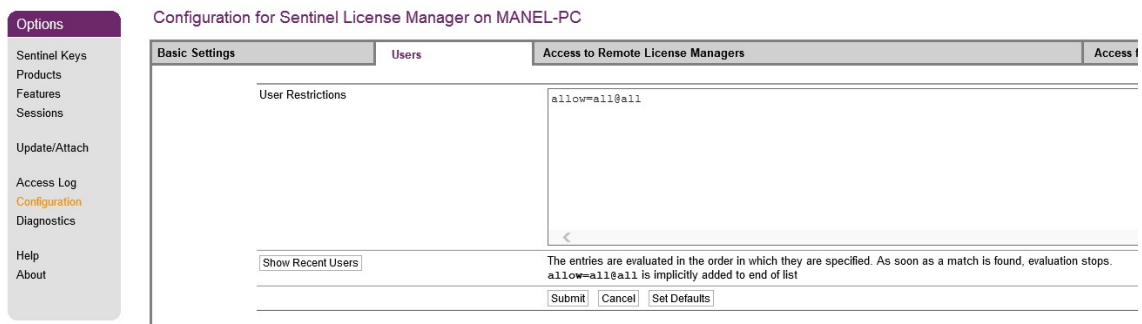 Options
Configuration for Sentinel License Manager on MANEL-PC
Sentinel Keys
Products
Features
Sessions
Update/Attach
Access Log
Configuration
Diagnostics
Help
About
Basic Settings
Users
Access to Remote License Managers
Access f
User Restrictions
allow=all@all
Show Recent Users
The entries are evaluated in the order in which they are specified. As soon as a match is found, evaluation stops.
allow=all@all is implicitly added to end of list
Submit Cancel Set Defaults